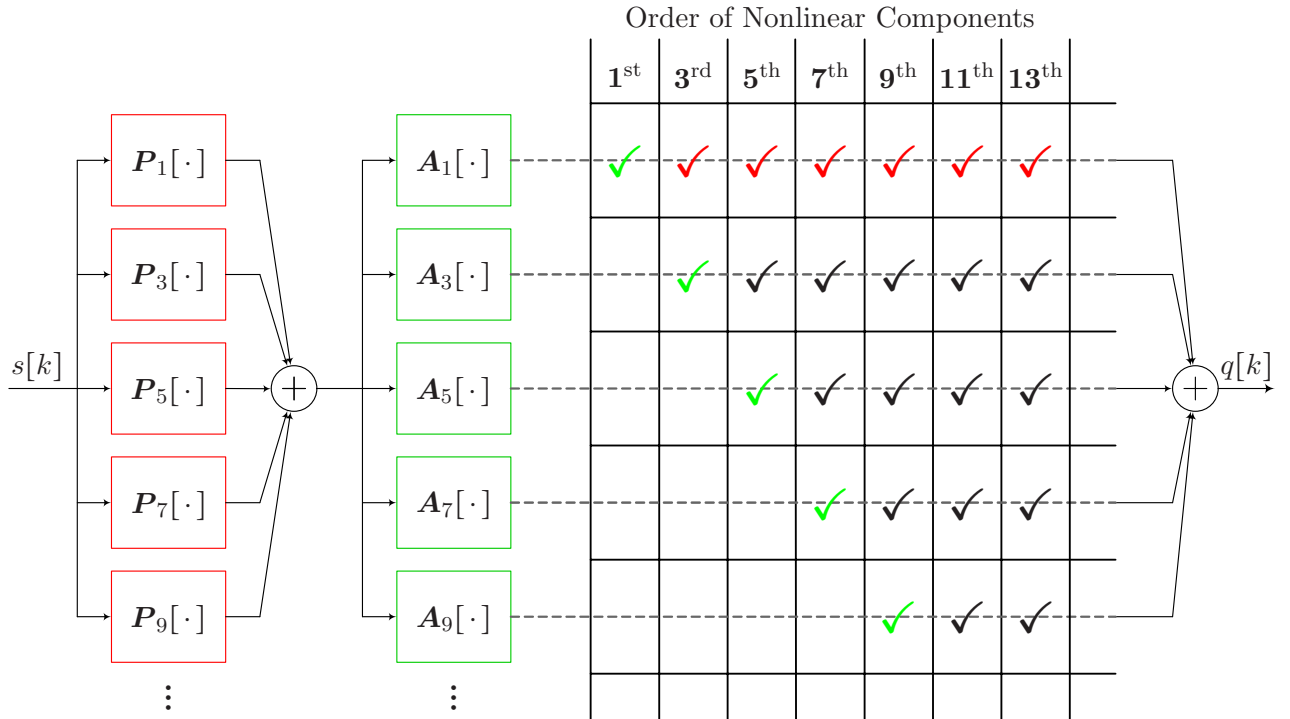 Order of Nonlinear Components
1st 3rd 5th 7th 9th 11th 13th
P1[·] A1[·]
P3[·] A3[·]
s[k] P5[·] + A5[·] + q[k]
P7[·] A7[·]
P9[·] A9[·]
⋮ ⋮